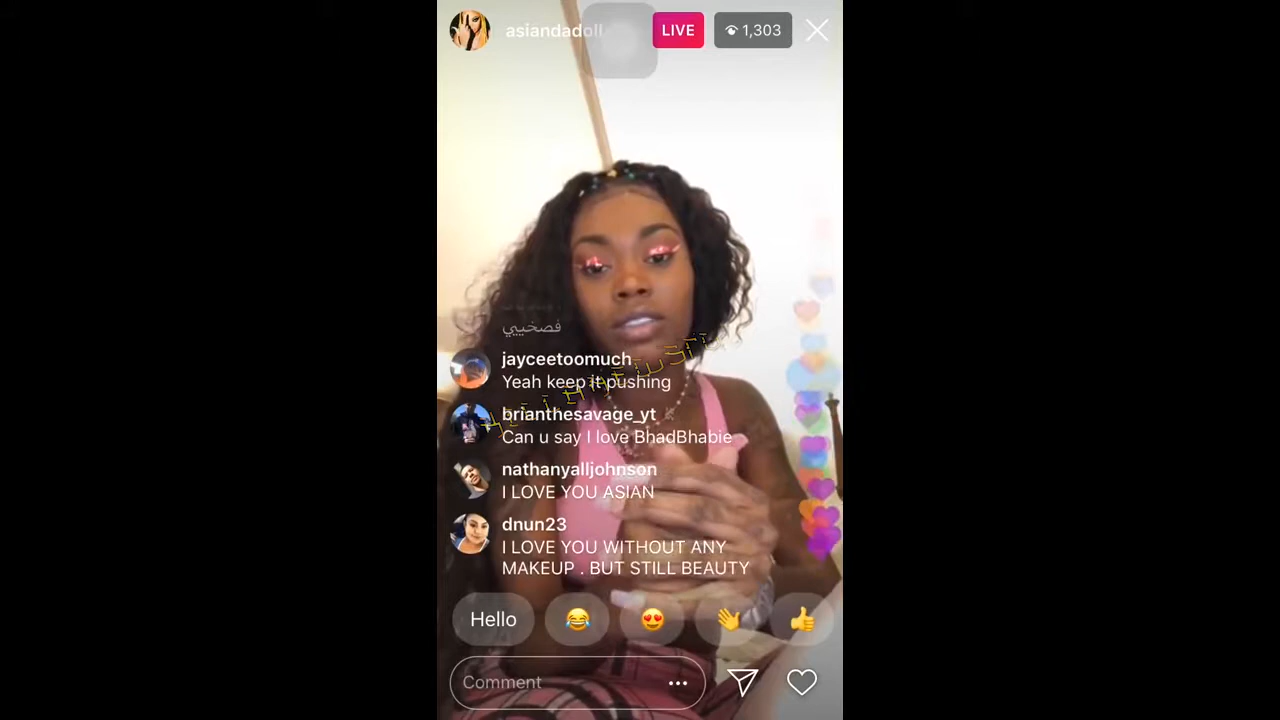 asiandadoll
LIVE
1,303
فصخيبي
jayceetoomuch
Yeah keep it pushing
brianthesavage_yt
Can u say I love BhadBhabie
nathanyalljohnson
I LOVE YOU ASIAN
dnun23
I LOVE YOU WITHOUT ANY
MAKEUP . BUT STILL BEAUTY
Hello
Comment